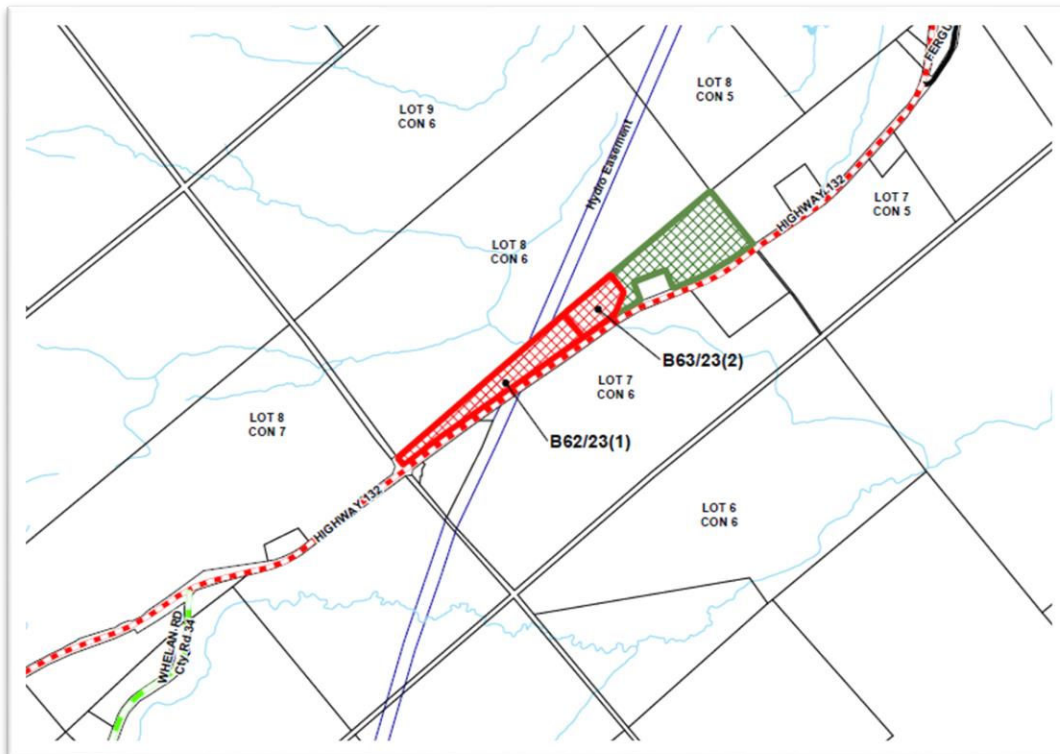 FERGU
LOT 8
CON 5
LOT 9
CON 6
Hydro Easement
HIGHWAY 132
LOT 7
CON 5
LOT 8
CON 6
B63/23(2)
LOT 7
CON 6
LOT 8
CON 7
B62/23(1)
HIGHWAY 132
LOT 6
CON 6
WHELAN RD
Cty Rd 34